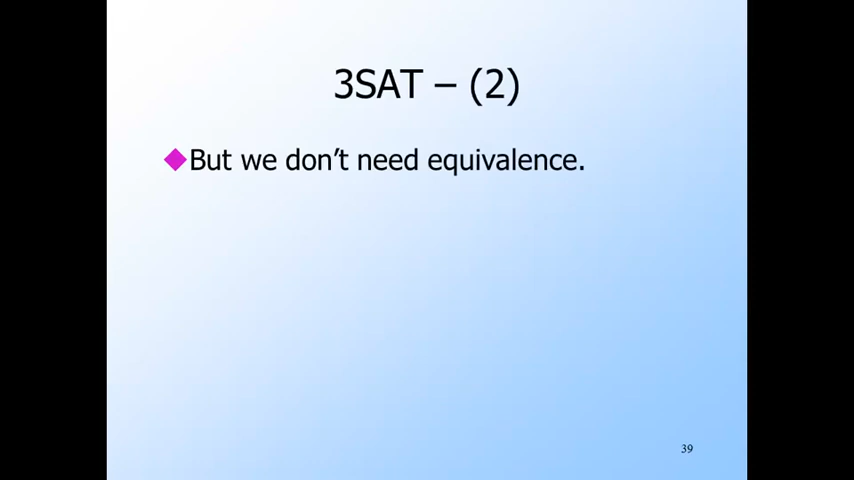 3SAT – (2)
But we don’t need equivalence.
39